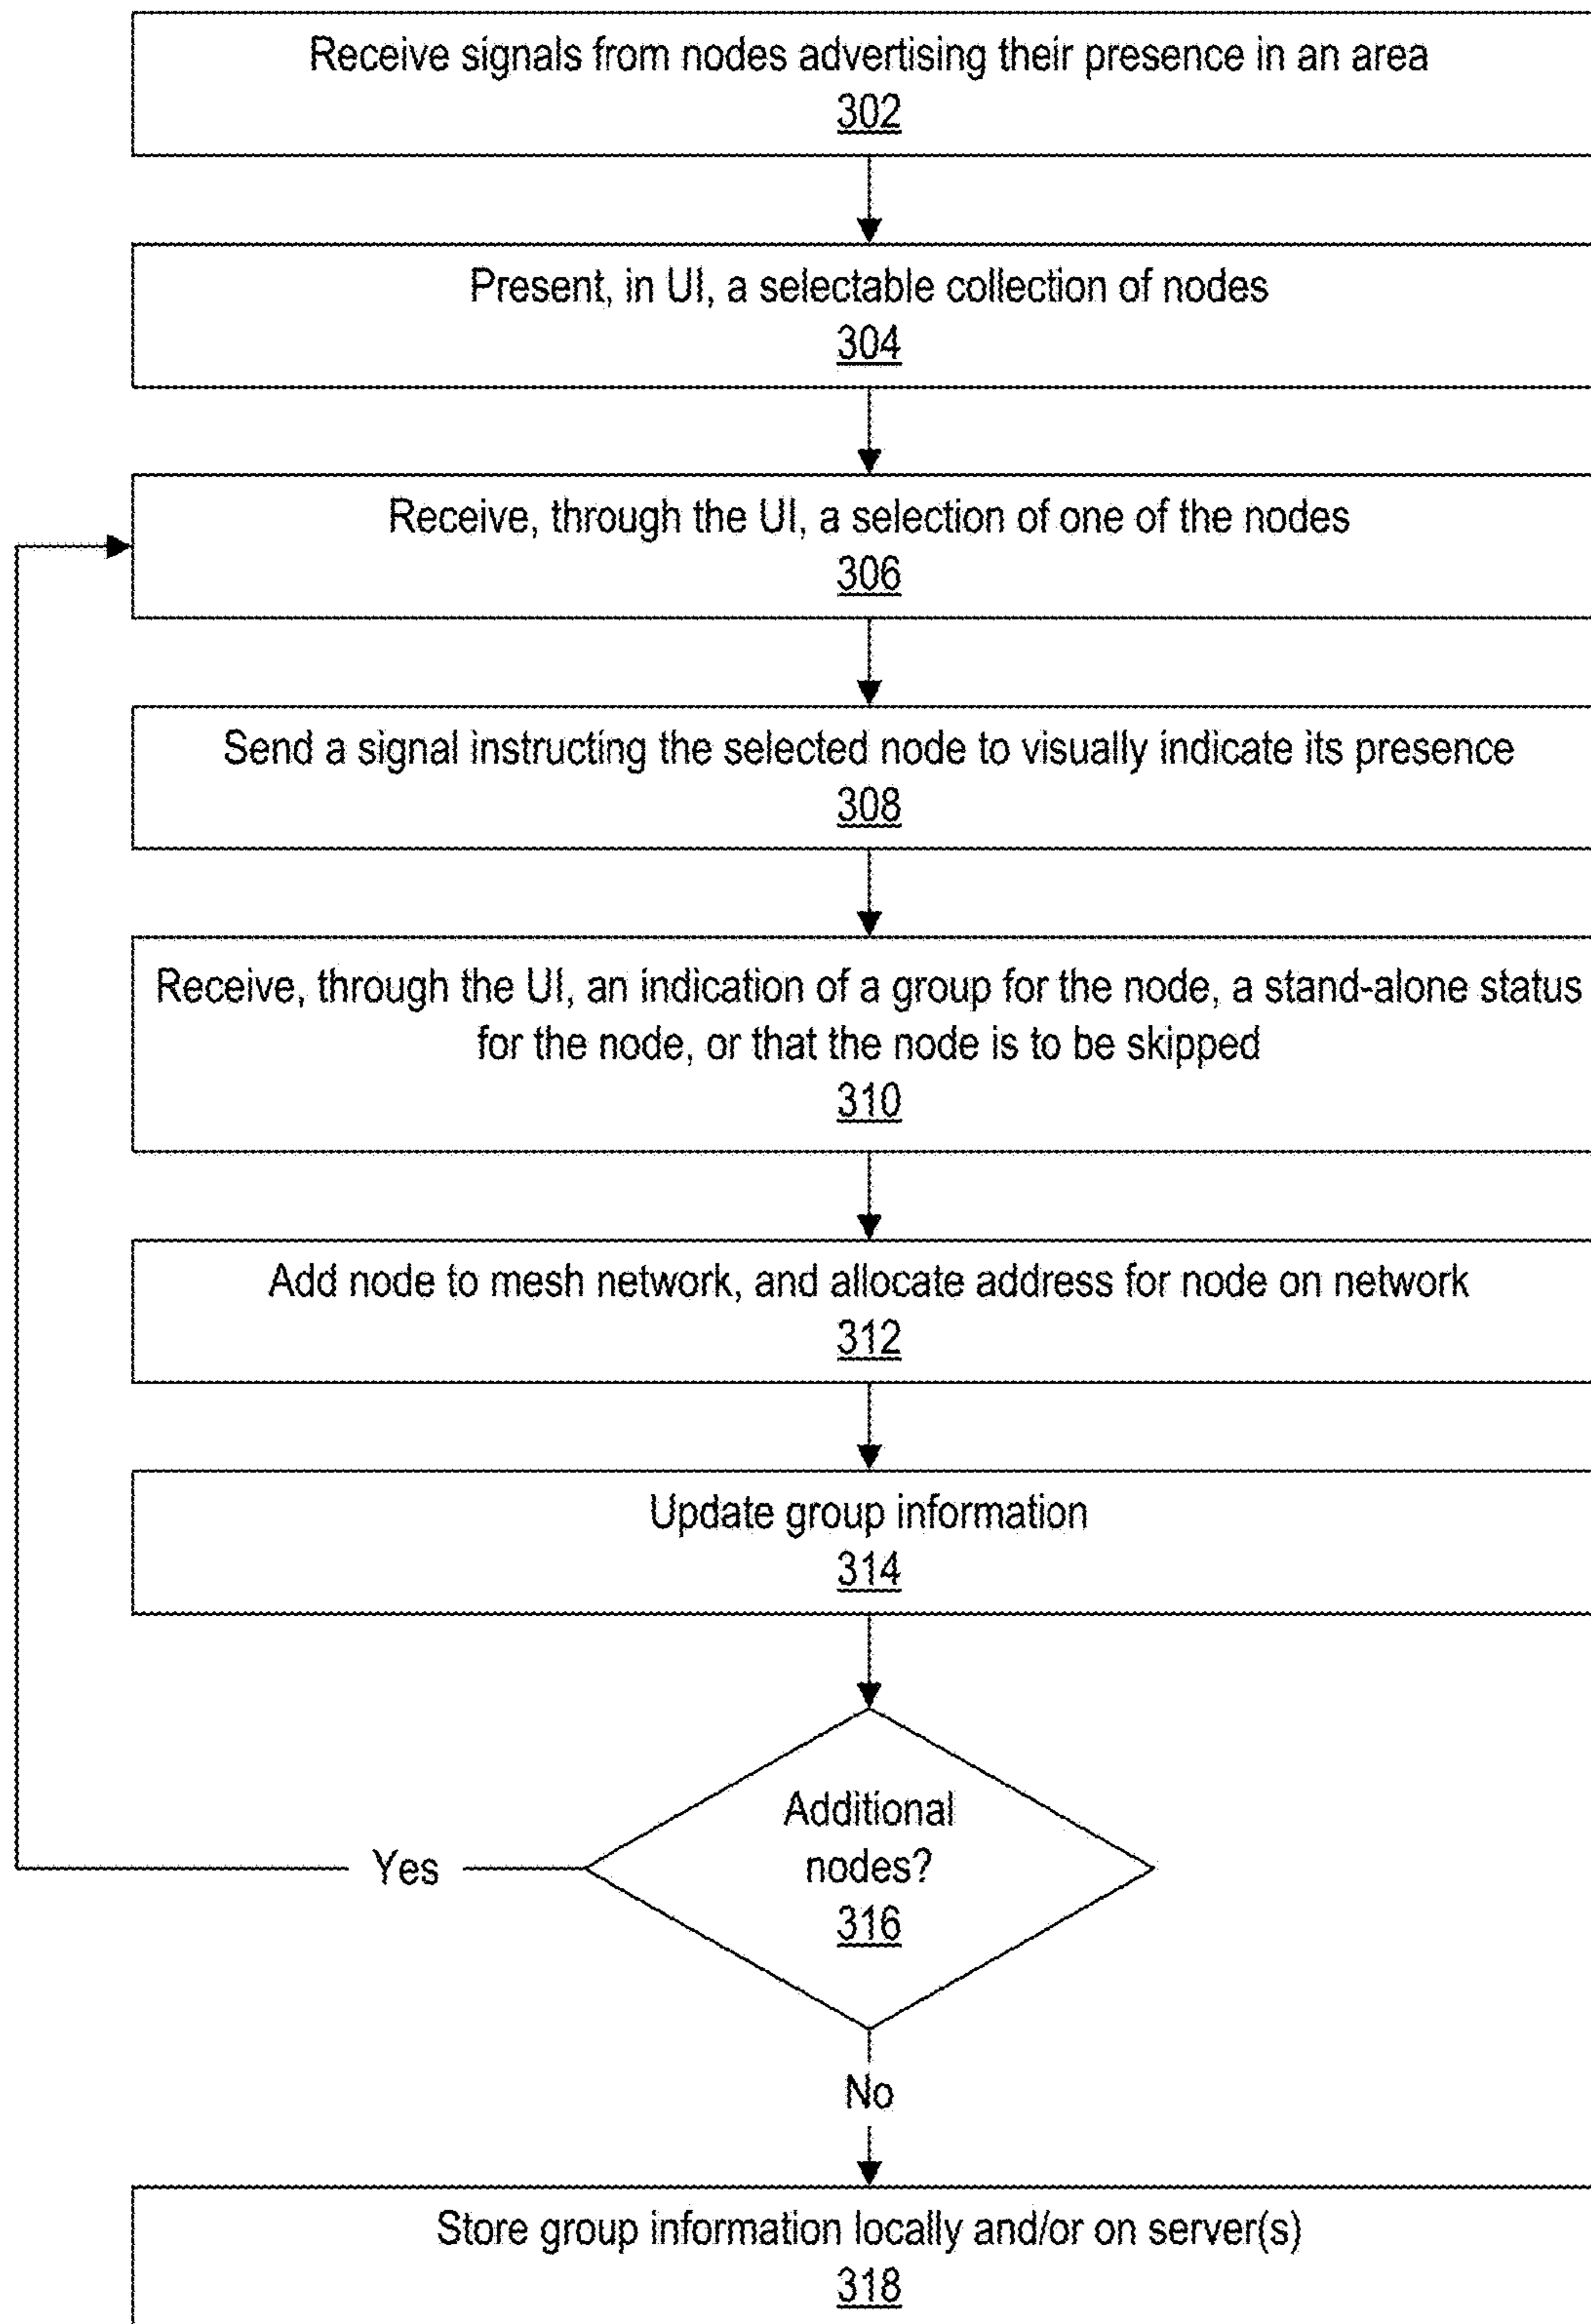 Receive signals from nodes advertising their presence in an area
302
Present, in UI, a selectable collection of nodes
304
Receive, through the UI, a selection of one of the nodes
306
Send a signal instructing the selected node to visually indicate its presence
308
Receive, through the UI, an indication of a group for the node, a stand-alone status
for the node, or that the node is to be skipped
310
Add node to mesh network, and allocate address for node on network
312
Update group information
314
Additional
nodes?
316
Yes
No
Store group information locally and/or on server(s)
318